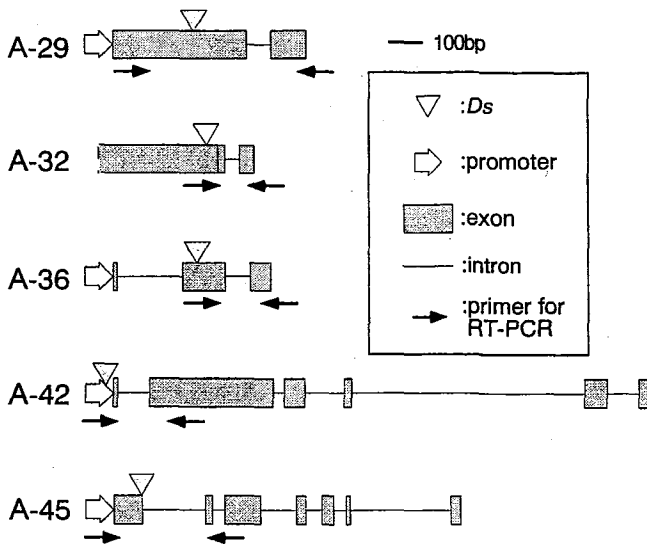 A-29
A-32
A-36
A-42
A-45
100bp
:Ds
:promoter
:exon
:intron
:primer for
RT-PCR